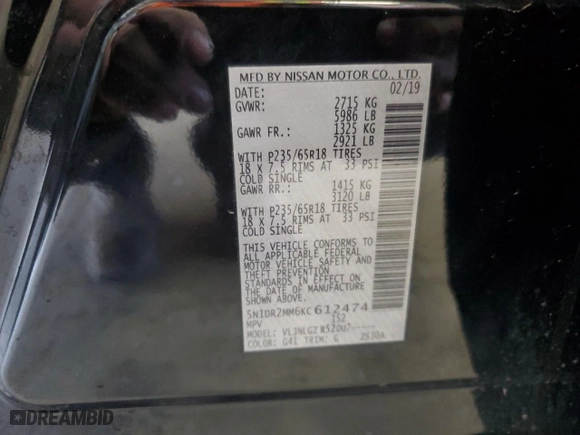 MFD BY NISSAN MOTOR CO., LTD.
DATE: 02/19
GVWR: 2715 KG
5986 LB
GAWR FR.: 1325 KG
2921 LB
WITH P235/65R18 TIRES
18 X 7.5 RIMS AT 33 PSI
COLD SINGLE
GAWR RR.: 1415 KG
3120 LB
WITH P235/65R18 TIRES
18 X 7.5 RIMS AT 33 PSI
COLD SINGLE
THIS VEHICLE CONFORMS TO
ALL APPLICABLE FEDERAL
MOTOR VEHICLE SAFETY AND
THEFT PREVENTION
STANDARDS IN EFFECT ON
THE DATE OF MANUFACTURE
SHOWN ABOVE.
5N1DR2MM6KC612474
MPV 152
MODEL:
COLOR: G41 TRIM: G
DREAMBID